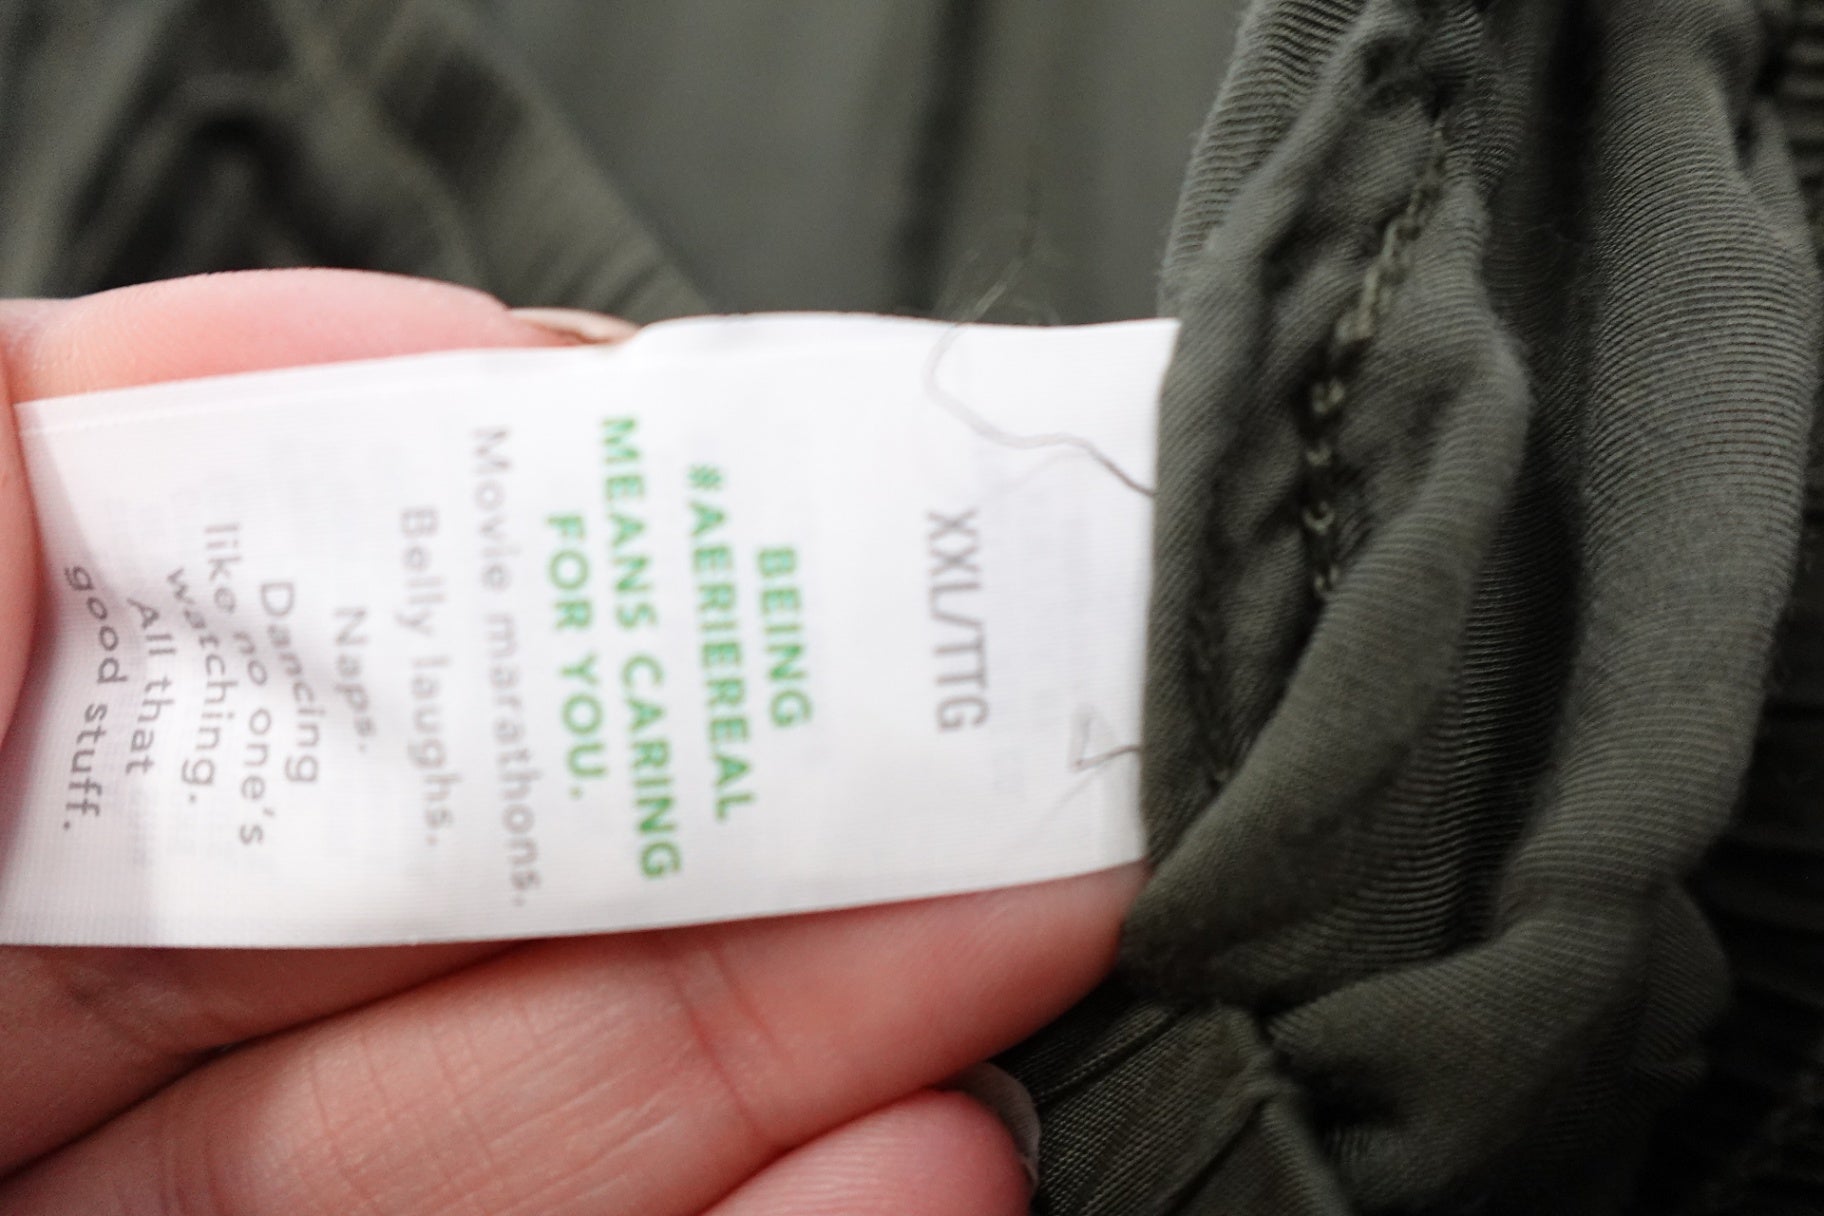 XXL/TTG
BEING
#AERIEREAL
MEANS CARING
FOR YOU.
Movie marathons.
Belly laughs.
Naps.
Dancing
like no one's
watching.
All that
good stuff.